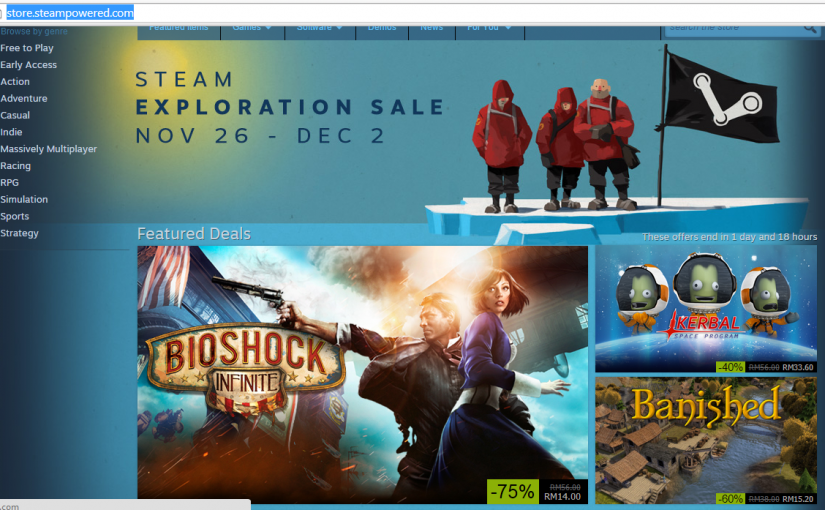 store.steampowered.com
Featured Items Games Software Demos News For You search the store
Browse by genre
Free to Play
Early Access
Action
Adventure
Casual
Indie
Massively Multiplayer
Racing
RPG
Simulation
Sports
Strategy
STEAM
EXPLORATION SALE
NOV 26 - DEC 2
Featured Deals
These offers end in 1 day and 18 hours
BIOSHOCK
INFINITE
-75% RM56.00
RM14.00
KERBAL
SPACE PROGRAM
-40% RM56.00 RM33.60
Banished
-60% RM38.00 RM15.20
.com